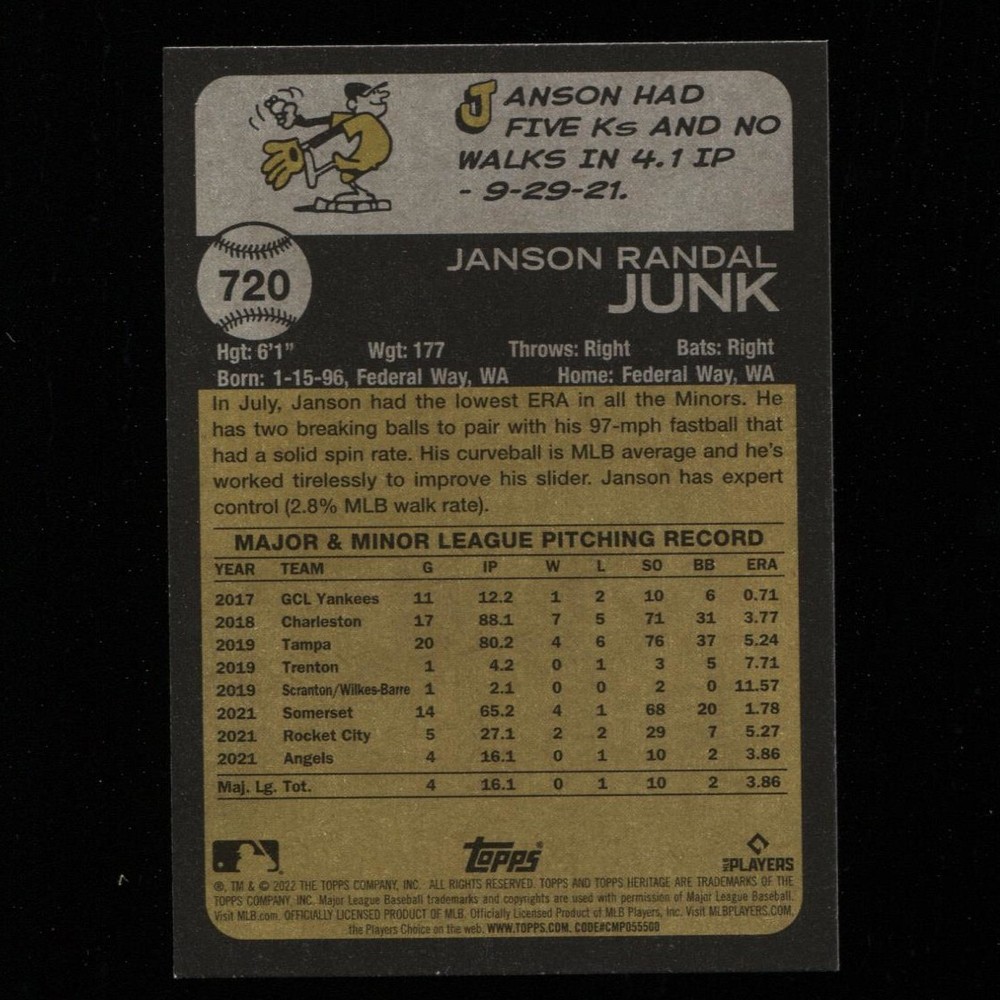 JANSON HAD
FIVE Ks AND NO
WALKS IN 4.1 IP
- 9-29-21.
720
JANSON RANDAL
JUNK
Hgt: 6'1" Wgt: 177 Throws: Right Bats: Right
Born: 1-15-96, Federal Way, WA Home: Federal Way, WA
In July, Janson had the lowest ERA in all the Minors. He
has two breaking balls to pair with his 97-mph fastball that
had a solid spin rate. His curveball is MLB average and he's
worked tirelessly to improve his slider. Janson has expert
control (2.8% MLB walk rate).
MAJOR & MINOR LEAGUE PITCHING RECORD
YEAR TEAM G IP W L SO BB ERA
2017 GCL Yankees 11 12.2 1 2 10 6 0.71
2018 Charleston 17 88.1 7 5 71 31 3.77
2019 Tampa 20 80.2 4 6 76 37 5.24
2019 Trenton 1 4.2 0 1 3 5 7.71
2019 Scranton/Wilkes-Barre 1 2.1 0 0 2 0 11.57
2021 Somerset 14 65.2 4 1 68 20 1.78
2021 Rocket City 5 27.1 2 2 29 7 5.27
2021 Angels 4 16.1 0 1 10 2 3.86
Maj. Lg. Tot. 4 16.1 0 1 10 2 3.86
topps
MLB PLAYERS
®, TM & © 2022 THE TOPPS COMPANY, INC. ALL RIGHTS RESERVED. TOPPS AND TOPPS HERITAGE ARE TRADEMARKS OF THE
TOPPS COMPANY, INC. Major League Baseball trademarks and copyrights are used with permission of Major League Baseball.
Visit MLB.com. OFFICIALLY LICENSED PRODUCT OF MLB. Officially Licensed Product of MLB Players, Inc. Visit MLBPLAYERS.COM,
the Players Choice on the web. WWW.TOPPS.COM. CODE#CMP055500